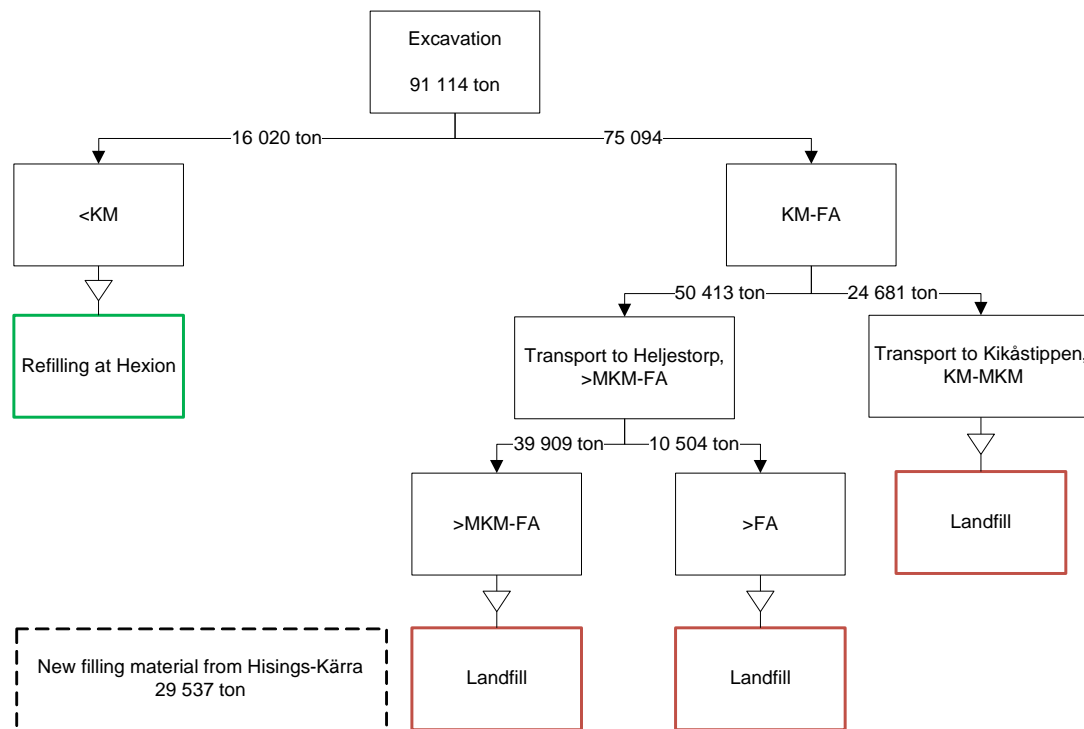 Excavation
91 114 ton
16 020 ton
75 094
<KM
KM-FA
50 413 ton
24 681 ton
Refilling at Hexion
Transport to Heljestorp,
>MKM-FA
Transport to Kikåstippen,
KM-MKM
39 909 ton
10 504 ton
>MKM-FA
>FA
Landfill
New filling material from Hisings-Kärra
29 537 ton
Landfill
Landfill